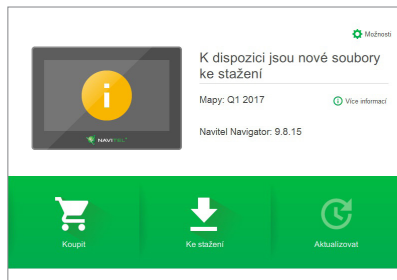 Možnosti
K dispozici jsou nové soubory
ke stažení
Mapy: Q1 2017
Více informací
Navitel Navigator: 9.8.15
NAVITEL
Koupit
Ke stažení
Aktualizovat